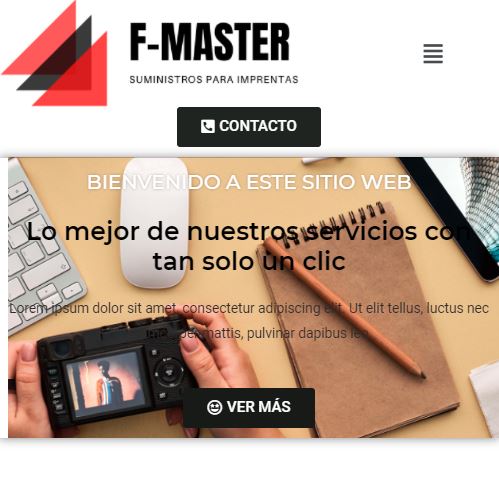 F-MASTER
SUMINISTROS PARA IMPRENTAS
CONTACTO
BIENVENIDO A ESTE SITIO WEB
Lo mejor de nuestros servicios con
tan solo un clic
Lorem ipsum dolor sit amet, consectetur adipiscing elit. Ut elit tellus, luctus nec
mattis, pulvinar dapibus leo.
VER MÁS